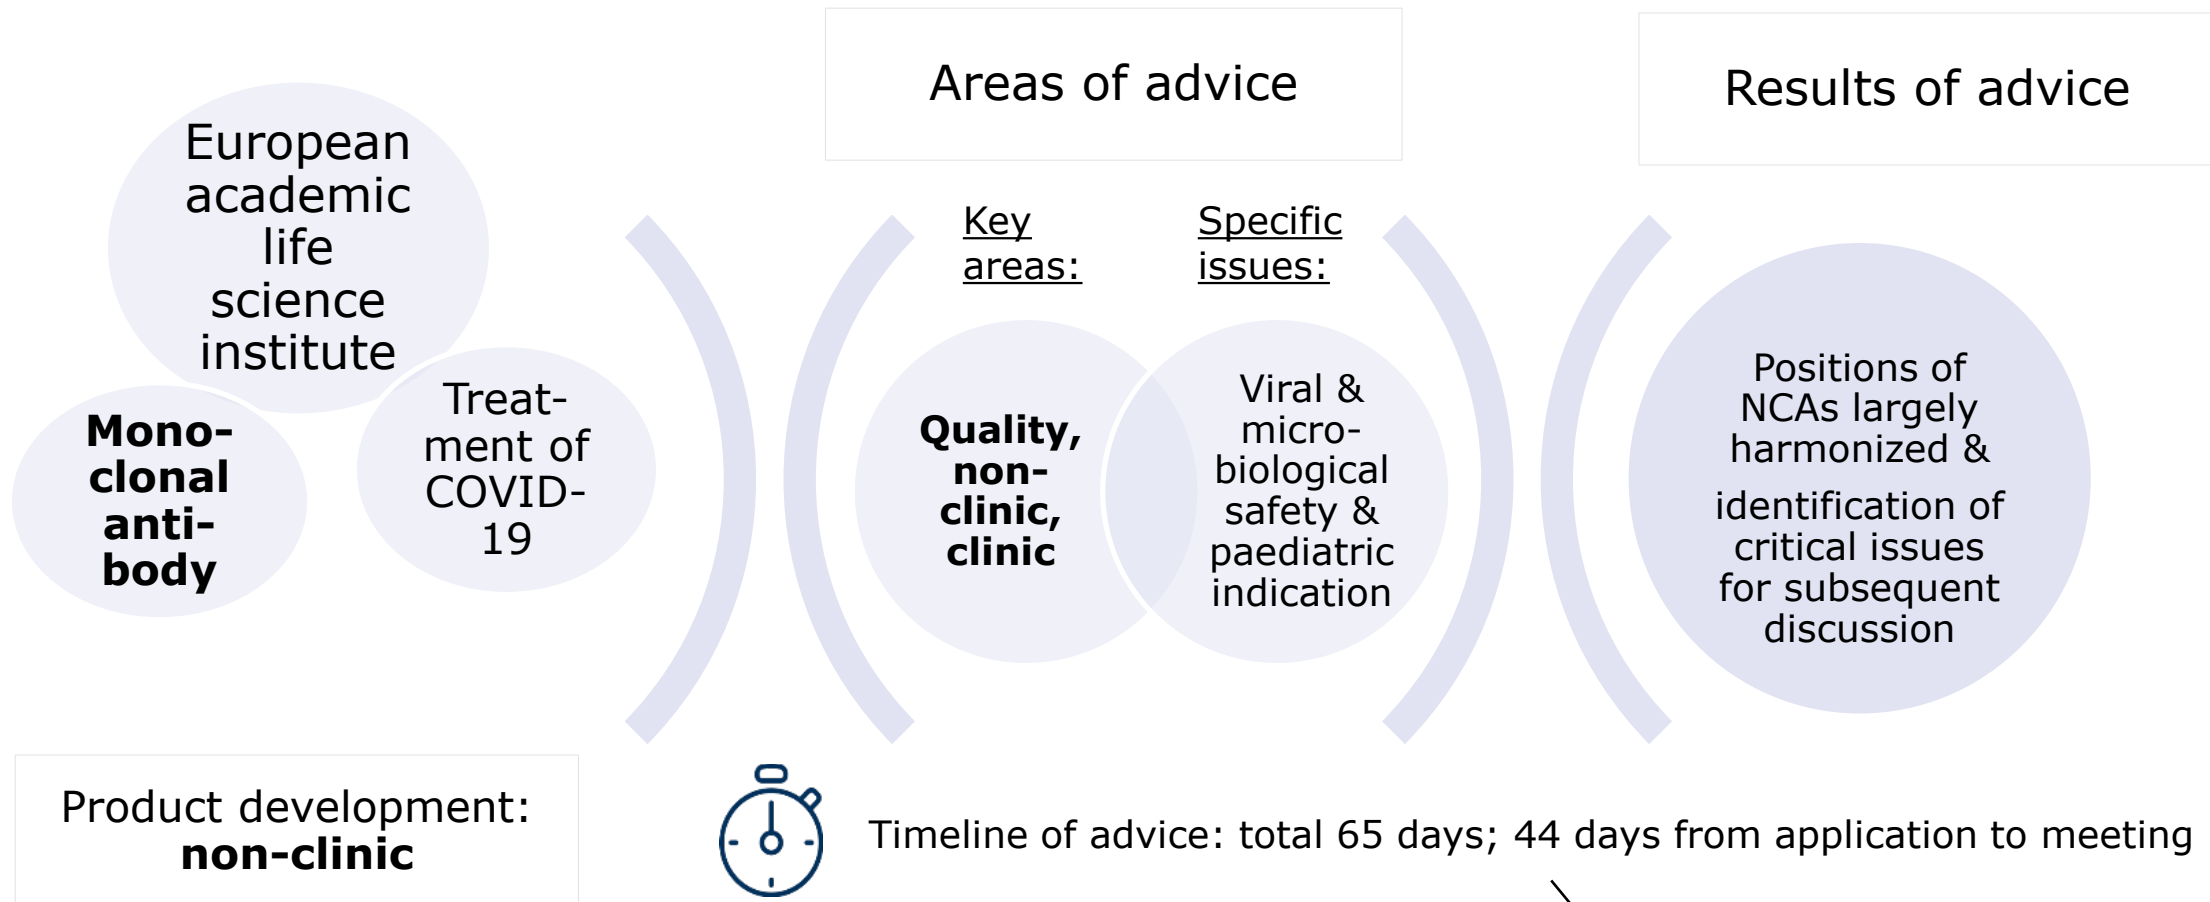 European
academic
life
science
institute
Mono-
clonal
anti-
body
Treat-
ment of
COVID-
19
Product development:
non-clinic
Areas of advice
Key
areas:
Specific
issues:
Quality,
non-
clinic,
clinic
Viral &
micro-
biological
safety &
paediatric
indication
Results of advice
Positions of
NCAs largely
harmonized &
identification of
critical issues
for subsequent
discussion
Timeline of advice: total 65 days; 44 days from application to meeting